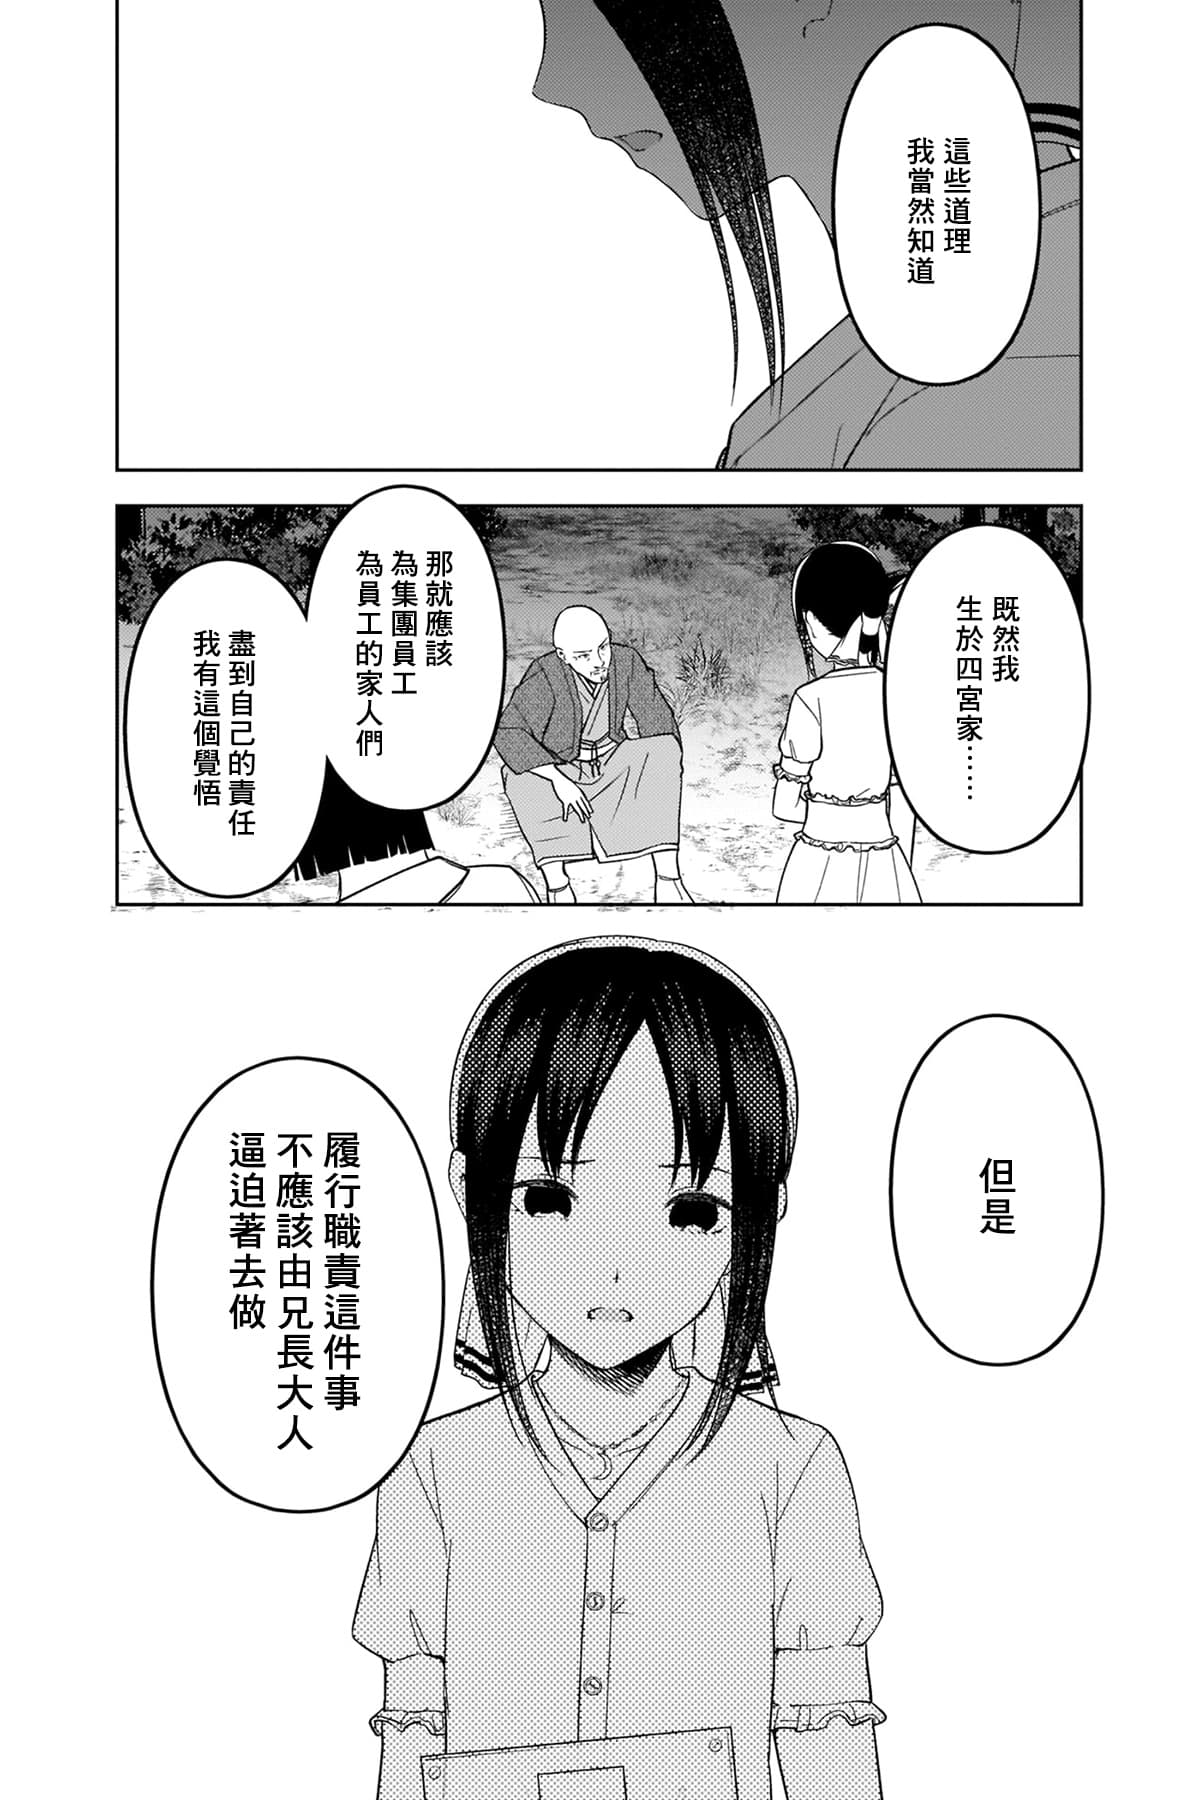 這些道理
我當然知道
既然我
生於四宮家……
那就應該
為集團員工
為員工的家人們
盡到自己的責任
我有這個覺悟
但是
履行職責這件事
不應該由兄長大人
逼迫著去做